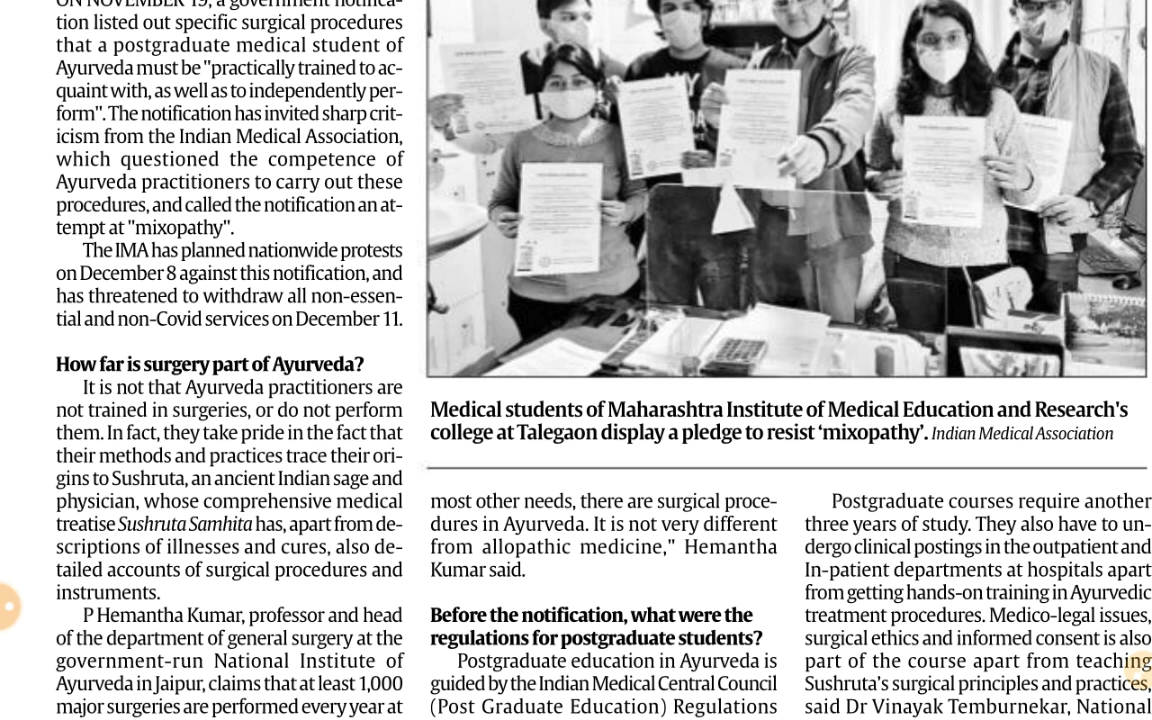 ON NOVEMBER 19, a government notifica-
tion listed out specific surgical procedures
that a postgraduate medical student of
Ayurveda must be "practically trained to ac-
quaint with, as well as to independently per-
form". The notification has invited sharp crit-
icism from the Indian Medical Association,
which questioned the competence of
Ayurveda practitioners to carry out these
procedures, and called the notification an at-
tempt at "mixopathy".
The IMA has planned nationwide protests
on December 8 against this notification, and
has threatened to withdraw all non-essen-
tial and non-Covid services on December 11.
How far is surgery part of Ayurveda?
It is not that Ayurveda practitioners are
not trained in surgeries, or do not perform
them. In fact, they take pride in the fact that
their methods and practices trace their ori-
gins to Sushruta, an ancient Indian sage and
physician, whose comprehensive medical
treatise Sushruta Samhita has, apart from de-
scriptions of illnesses and cures, also de-
tailed accounts of surgical procedures and
instruments.
P Hemantha Kumar, professor and head
of the department of general surgery at the
government-run National Institute of
Ayurveda in Jaipur, claims that at least 1,000
major surgeries are performed every year at
Medical students of Maharashtra Institute of Medical Education and Research's
college at Talegaon display a pledge to resist ‘mixopathy’. Indian Medical Association
most other needs, there are surgical proce-
dures in Ayurveda. It is not very different
from allopathic medicine," Hemantha
Kumar said.
Before the notification, what were the
regulations for postgraduate students?
Postgraduate education in Ayurveda is
guided by the Indian Medical Central Council
(Post Graduate Education) Regulations
Postgraduate courses require another
three years of study. They also have to un-
dergo clinical postings in the outpatient and
In-patient departments at hospitals apart
from getting hands-on training in Ayurvedic
treatment procedures. Medico-legal issues,
surgical ethics and informed consent is also
part of the course apart from teaching
Sushruta's surgical principles and practices,
said Dr Vinayak Temburnekar, National